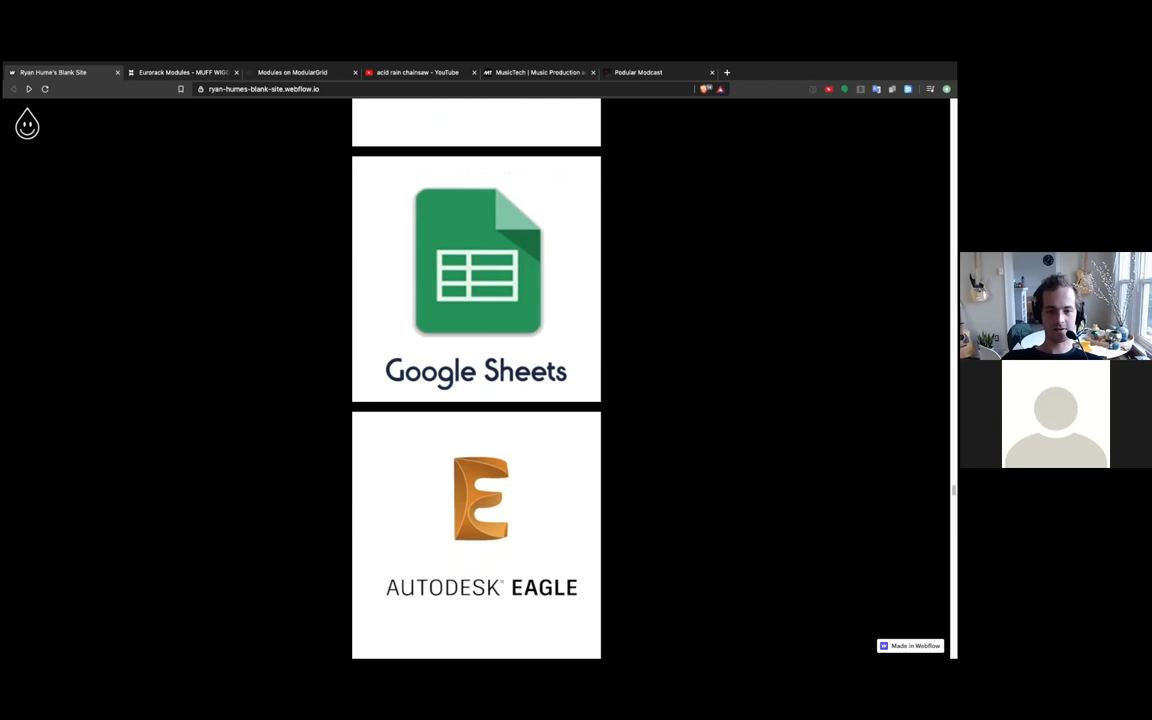 Ryan Hume's Blank Site
Eurorack Modules - MUFF WIG
Modules on ModularGrid
acid rain chainsaw - YouTube
MusicTech | Music Production a
Podular Modcast
ryan-humes-blank-site.webflow.io
Google Sheets
E
AUTODESK® EAGLE
Made in Webflow